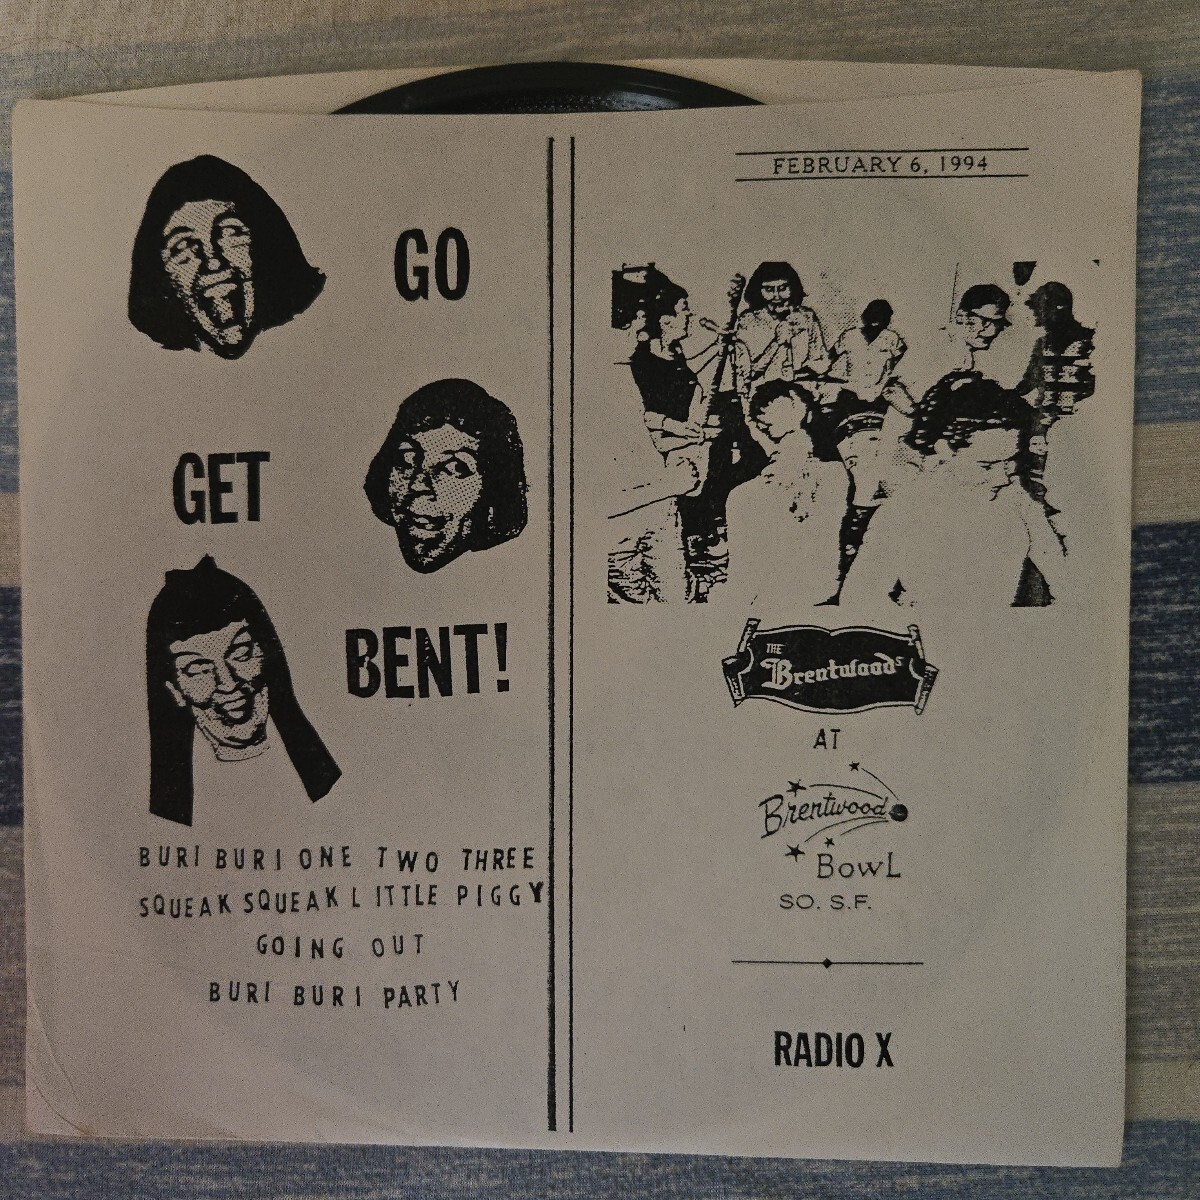 GO
GET
BENT!
BURI BURI ONE TWO THREE
SQUEAK SQUEAK LITTLE PIGGY
GOING OUT
BURI BURI PARTY
FEBRUARY 6, 1994
THE
Brentwoods
AT
Brentwood
BowL
SO. S.F.
RADIO X